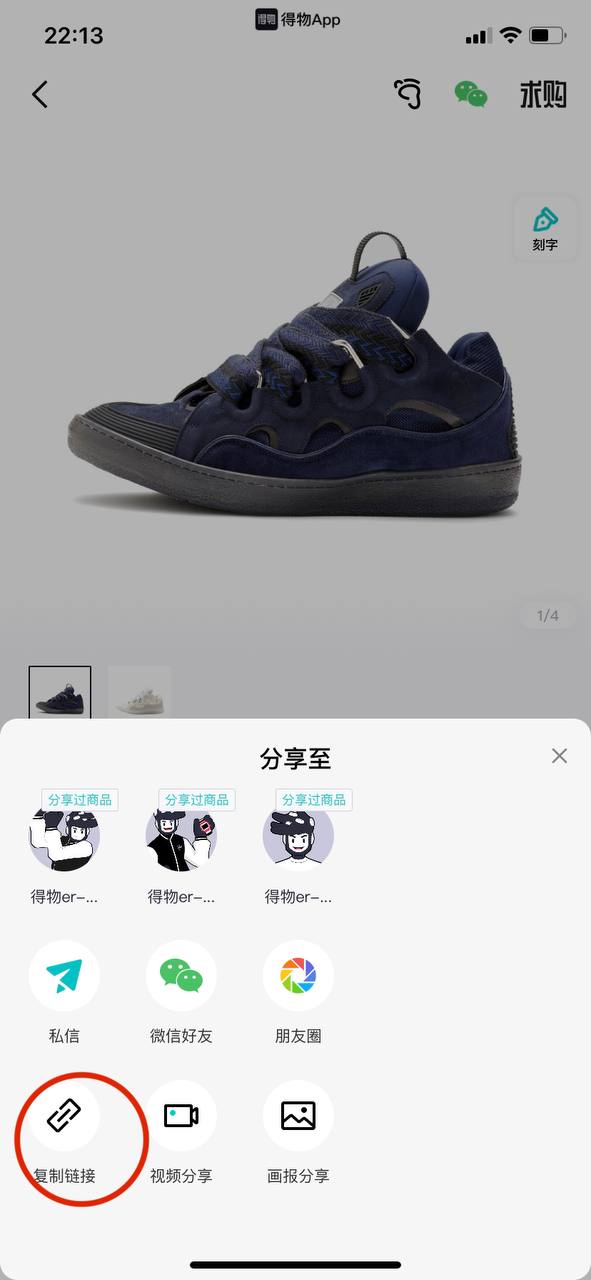 得物 得物App
22:13
求购
刻字
1/4
分享至
分享过商品 分享过商品 分享过商品
得物er-... 得物er-... 得物er-...
私信 微信好友 朋友圈
复制链接 视频分享 画报分享